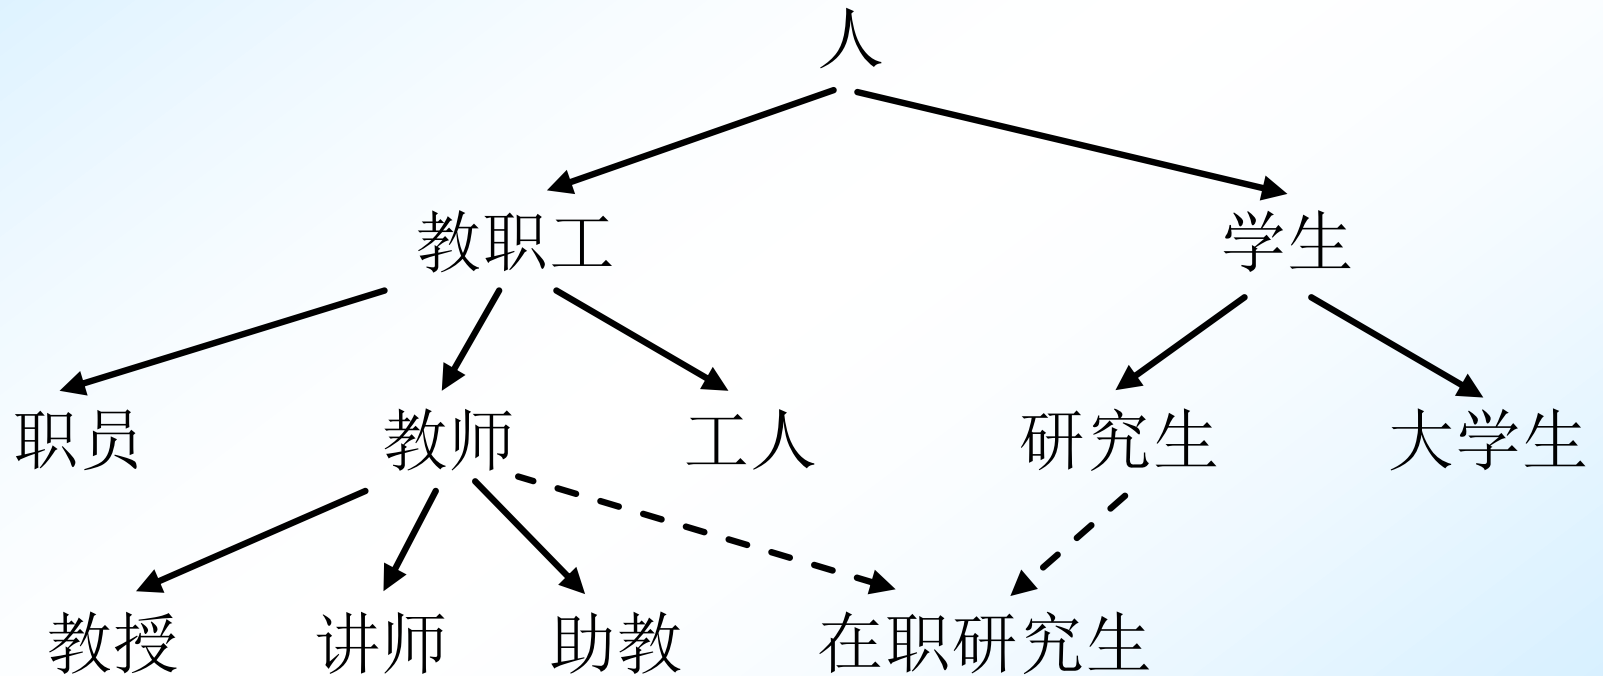 人
教职工 学生
职员 教师 工人 研究生 大学生
教授 讲师 助教 在职研究生